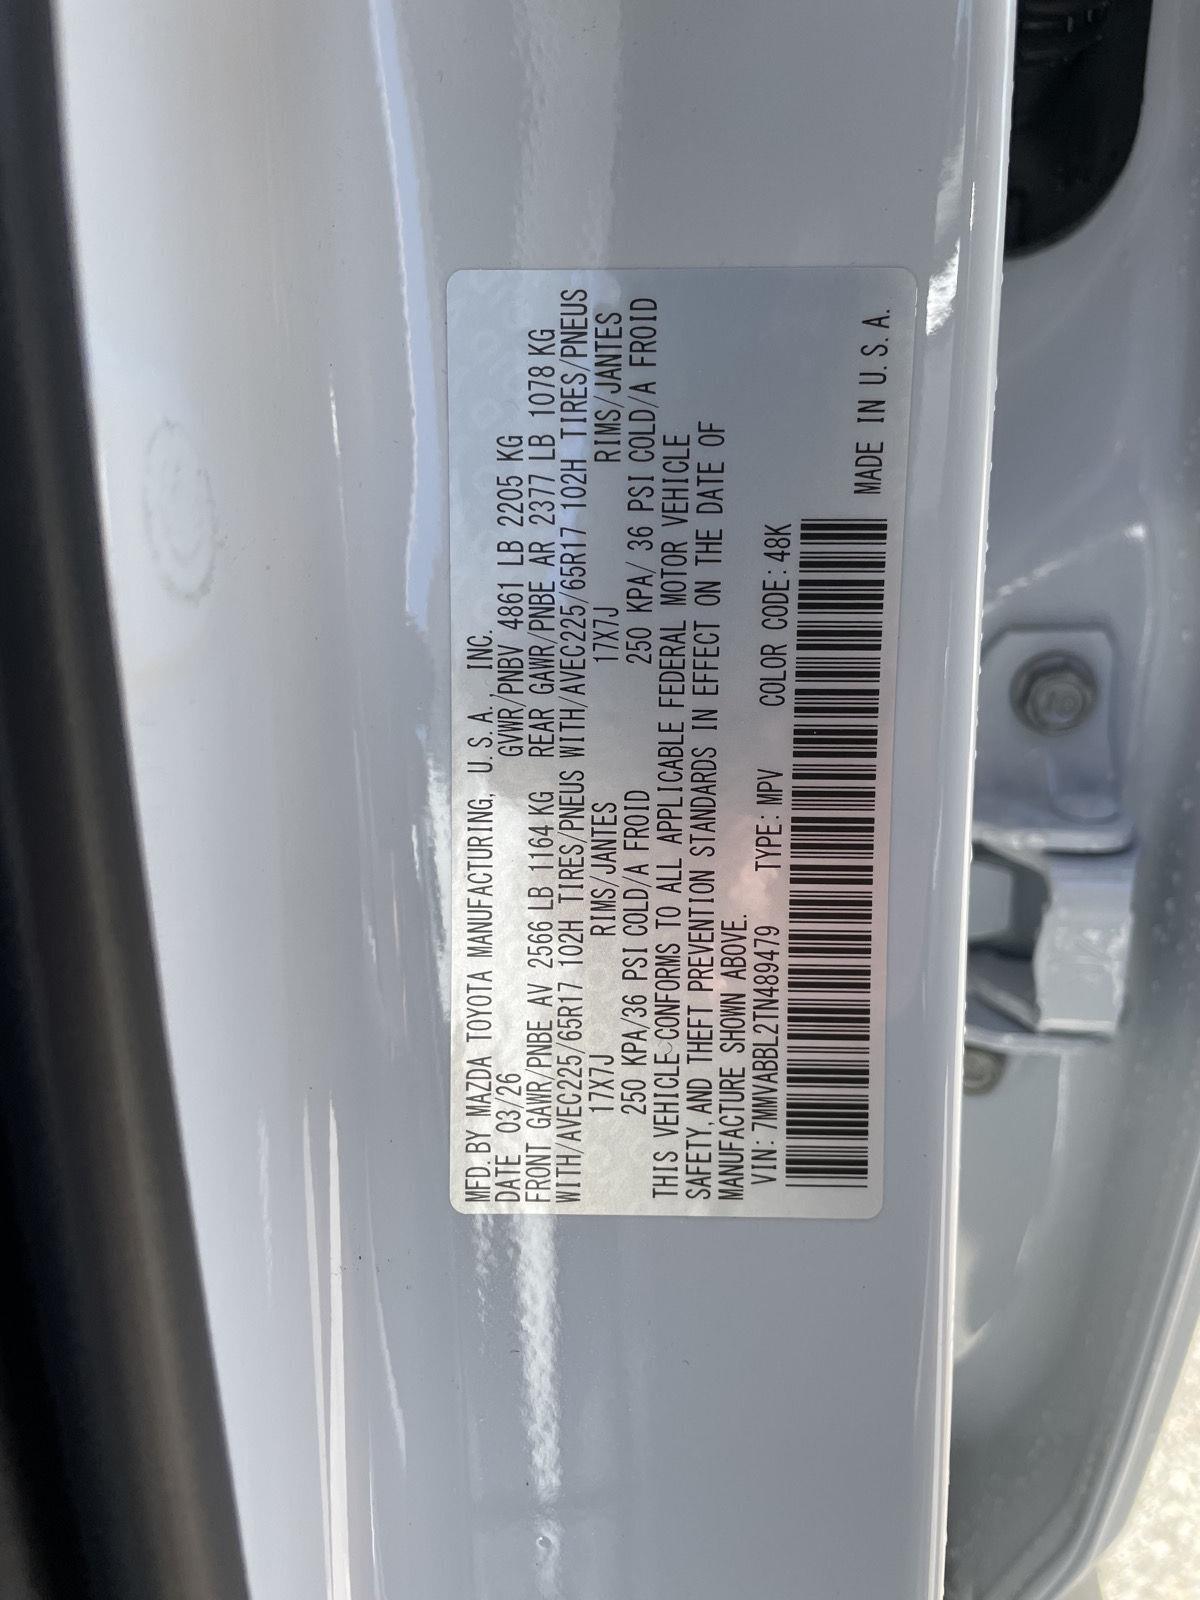 MFD. BY MAZDA TOYOTA MANUFACTURING, U.S.A., INC.
DATE 03/26 GVWR/PNBV 4861 LB 2205 KG
FRONT GAWR/PNBE AV 2566 LB 1164 KG REAR GAWR/PNBE AR 2377 LB 1078 KG
WITH/AVEC225/65R17 102H TIRES/PNEUS WITH/AVEC225/65R17 102H TIRES/PNEUS
17X7J RIMS/JANTES 17X7J RIMS/JANTES
250 KPA/36 PSI COLD/A FROID 250 KPA/ 36 PSI COLD/A FROID
THIS VEHICLE CONFORMS TO ALL APPLICABLE FEDERAL MOTOR VEHICLE
SAFETY, AND THEFT PREVENTION STANDARDS IN EFFECT ON THE DATE OF
MANUFACTURE SHOWN ABOVE.
VIN: 7MMVABBL2TN489479 TYPE: MPV COLOR CODE: 48K
MADE IN U.S.A.